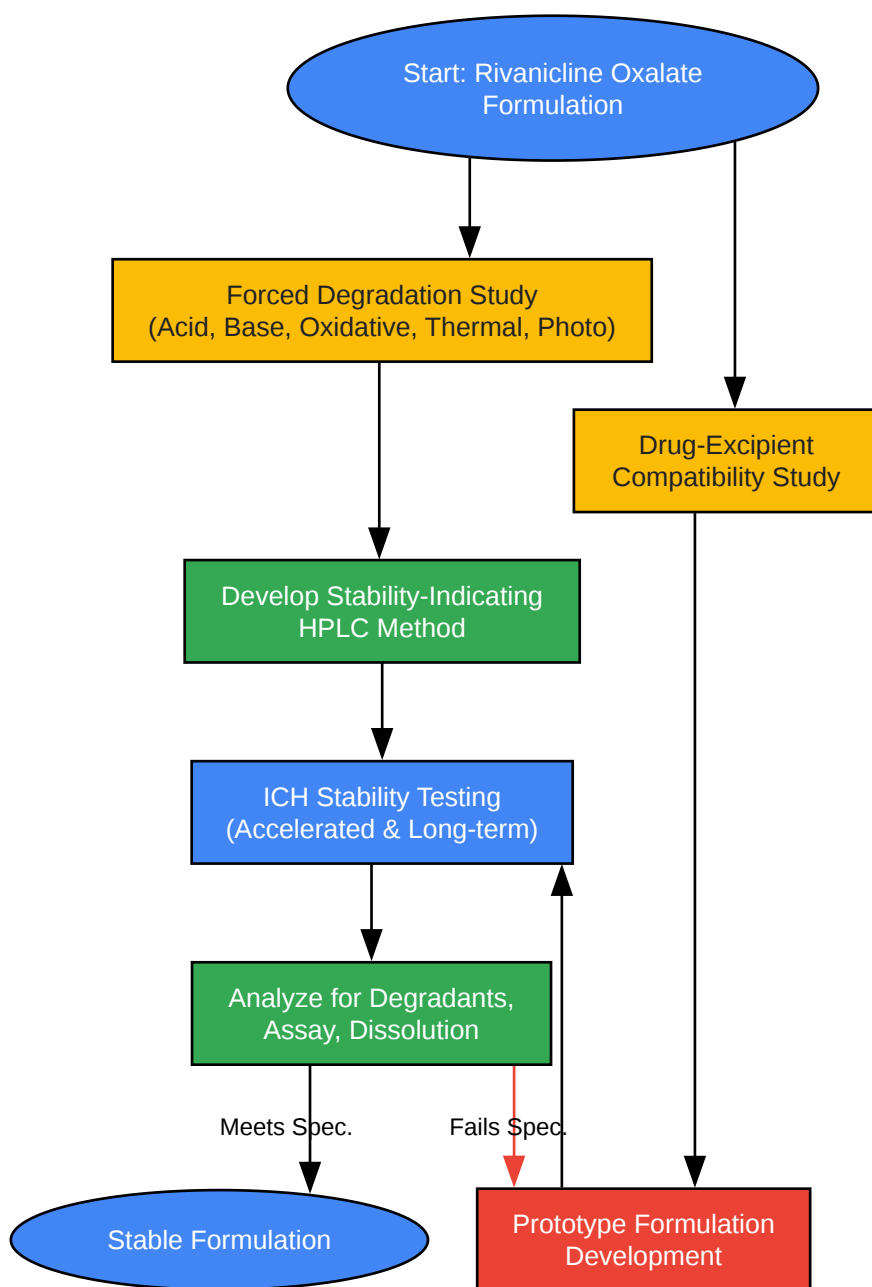 Start: Rivanicline Oxalate
Formulation
Forced Degradation Study
(Acid, Base, Oxidative, Thermal, Photo)
Drug-Excipient
Compatibility Study
Develop Stability-Indicating
HPLC Method
ICH Stability Testing
(Accelerated & Long-term)
Analyze for Degradants,
Assay, Dissolution
Meets Spec.
Fails Spec.
Stable Formulation
Prototype Formulation
Development